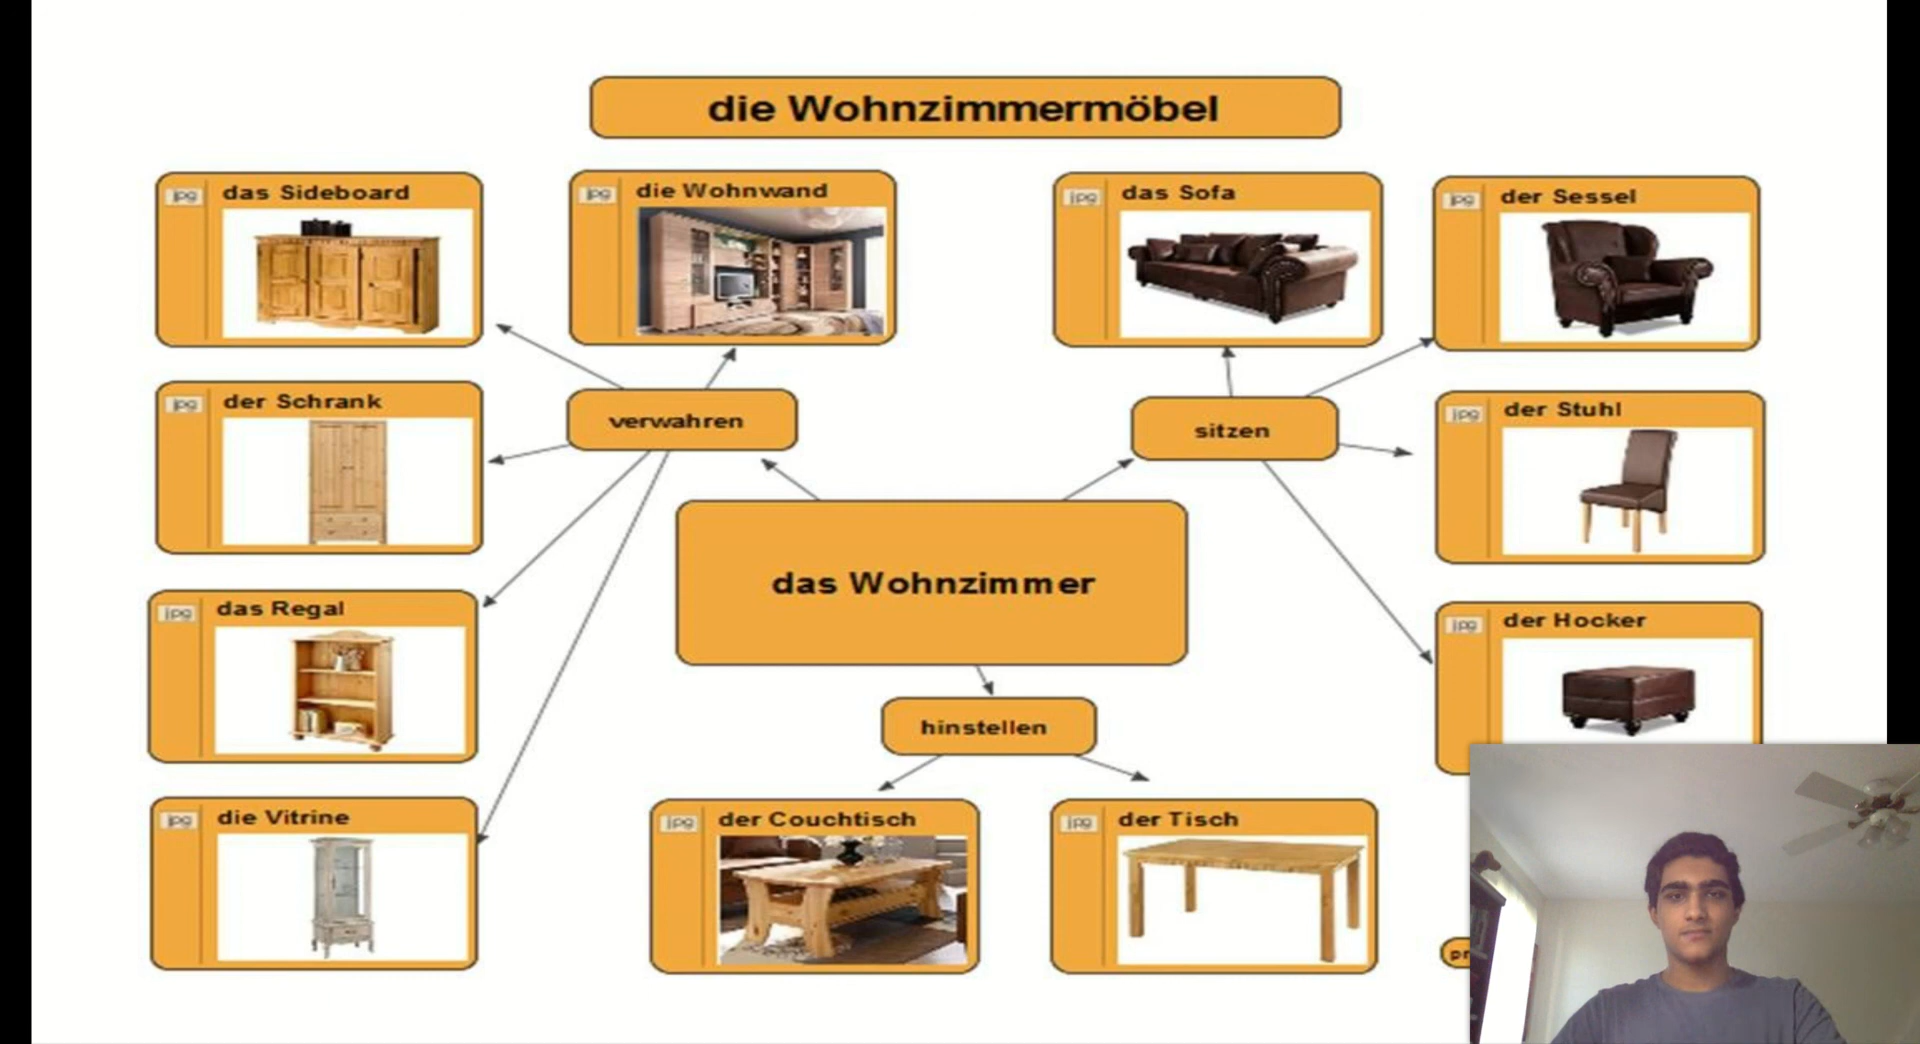 die Wohnzimmermöbel
jpg das Sideboard
jpg die Wohnwand
jpg das Sofa
jpg der Sessel
jpg der Schrank
verwahren
sitzen
jpg der Stuhl
das Wohnzimmer
jpg das Regal
jpg der Hocker
hinstellen
jpg die Vitrine
jpg der Couchtisch
jpg der Tisch